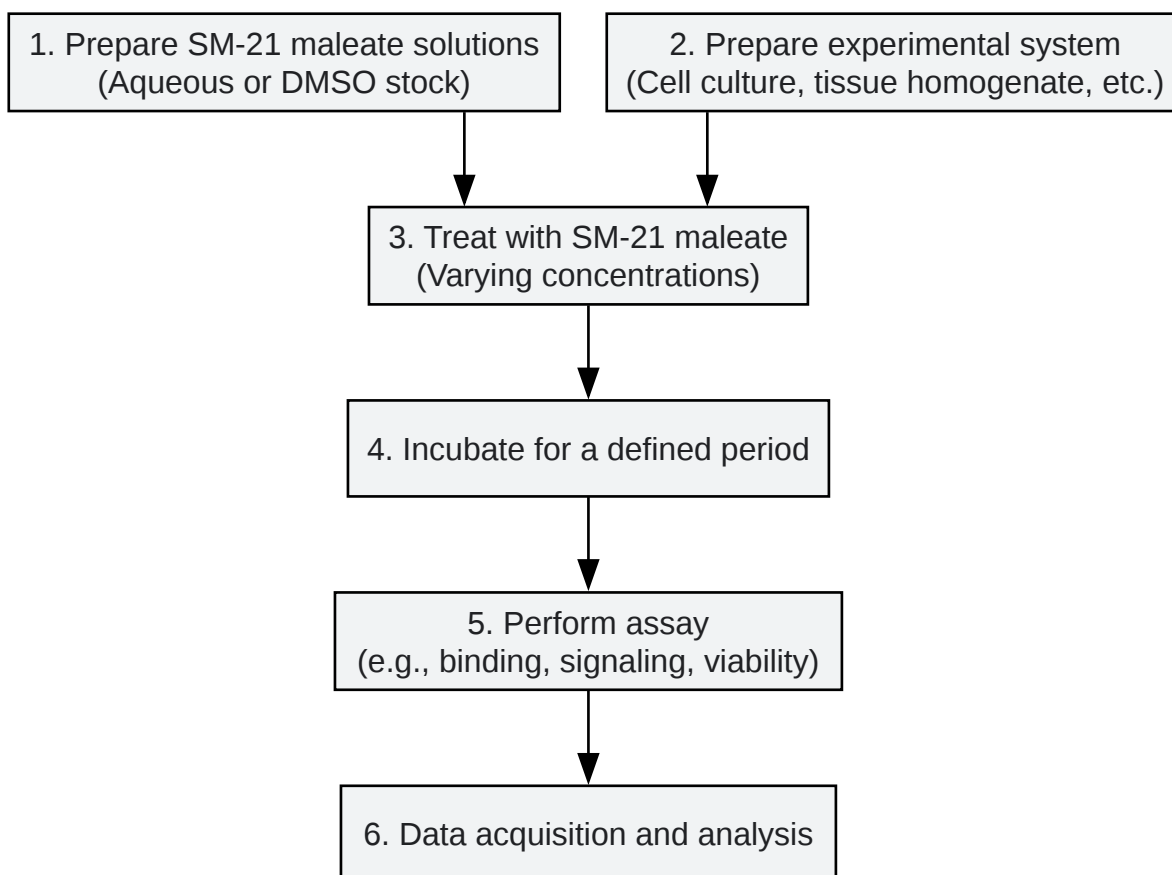 1. Prepare SM-21 maleate solutions
(Aqueous or DMSO stock)
2. Prepare experimental system
(Cell culture, tissue homogenate, etc.)
3. Treat with SM-21 maleate
(Varying concentrations)
4. Incubate for a defined period
5. Perform assay
(e.g., binding, signaling, viability)
6. Data acquisition and analysis